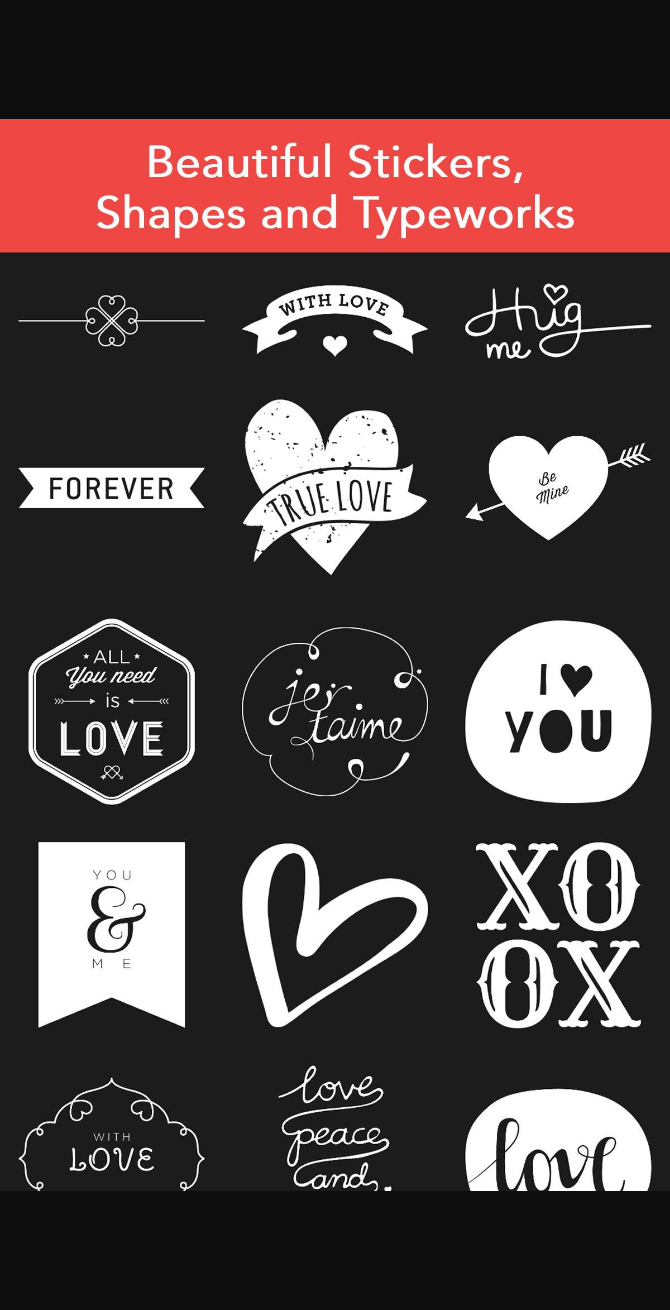 Beautiful Stickers,
Shapes and Typeworks
WITH LOVE
Hug
me
FOREVER
TRUE LOVE
Be
Mine
ALL
You need
is
LOVE
je
t'aime
I ♥
YOU
YOU
&
ME
XO
OX
WITH
LOVE
love
peace
and
love